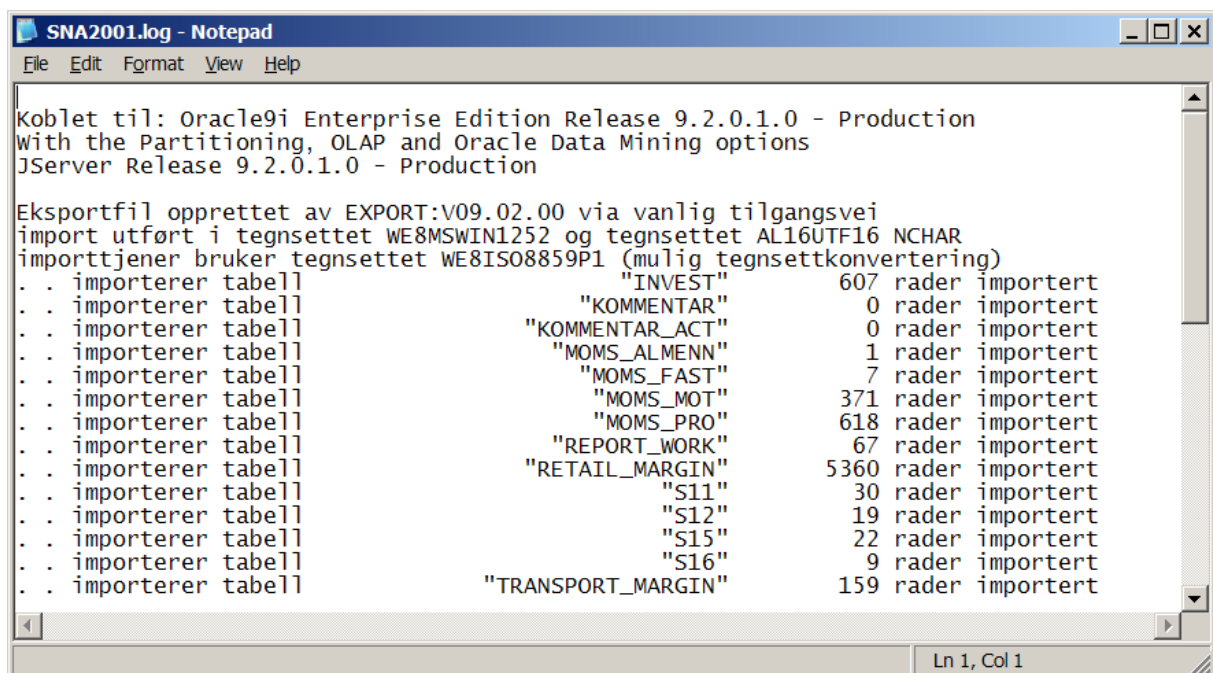 SNA2001.log - Notepad
File Edit Format View Help
Koblet til: Oracle9i Enterprise Edition Release 9.2.0.1.0 - Production
With the Partitioning, OLAP and Oracle Data Mining options
JServer Release 9.2.0.1.0 - Production
Eksportfil opprettet av EXPORT:V09.02.00 via vanlig tilgangsvei
import utført i tegnsettet WE8MSWIN1252 og tegnsettet AL16UTF16 NCHAR
importtjener bruker tegnsettet WE8ISO8859P1 (mulig tegnsettkonvertering)
. . importerer tabell "INVEST" 607 rader importert
. . importerer tabell "KOMMENTAR" 0 rader importert
. . importerer tabell "KOMMENTAR_ACT" 0 rader importert
. . importerer tabell "MOMS_ALMENN" 1 rader importert
. . importerer tabell "MOMS_FAST" 7 rader importert
. . importerer tabell "MOMS_MOT" 371 rader importert
. . importerer tabell "MOMS_PRO" 618 rader importert
. . importerer tabell "REPORT_WORK" 67 rader importert
. . importerer tabell "RETAIL_MARGIN" 5360 rader importert
. . importerer tabell "S11" 30 rader importert
. . importerer tabell "S12" 19 rader importert
. . importerer tabell "S15" 22 rader importert
. . importerer tabell "S16" 9 rader importert
. . importerer tabell "TRANSPORT_MARGIN" 159 rader importert
Ln 1, Col 1